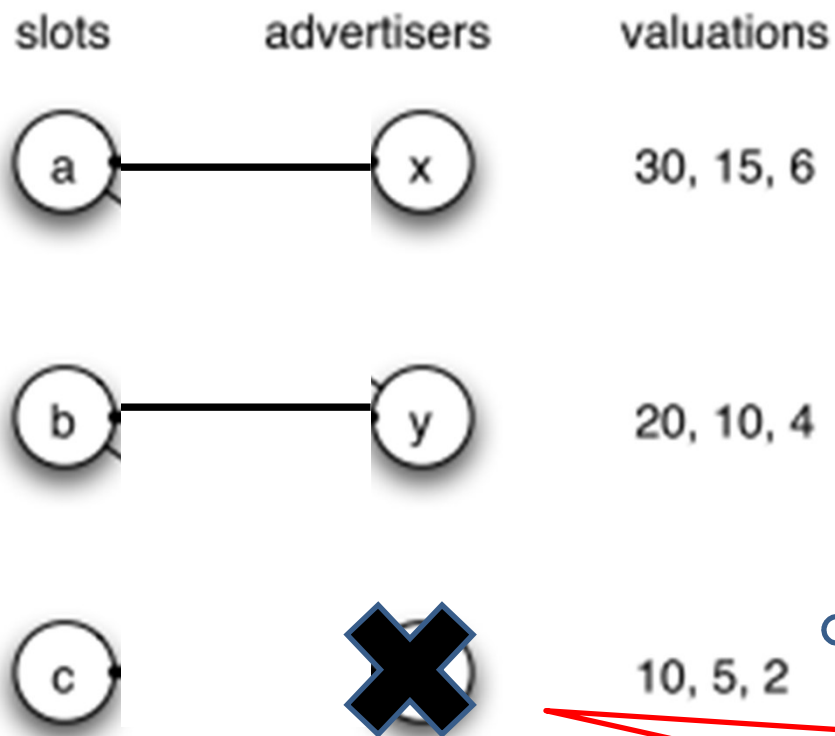 slots advertisers valuations
a x 30, 15, 6
b y 20, 10, 4
c 10, 5, 2